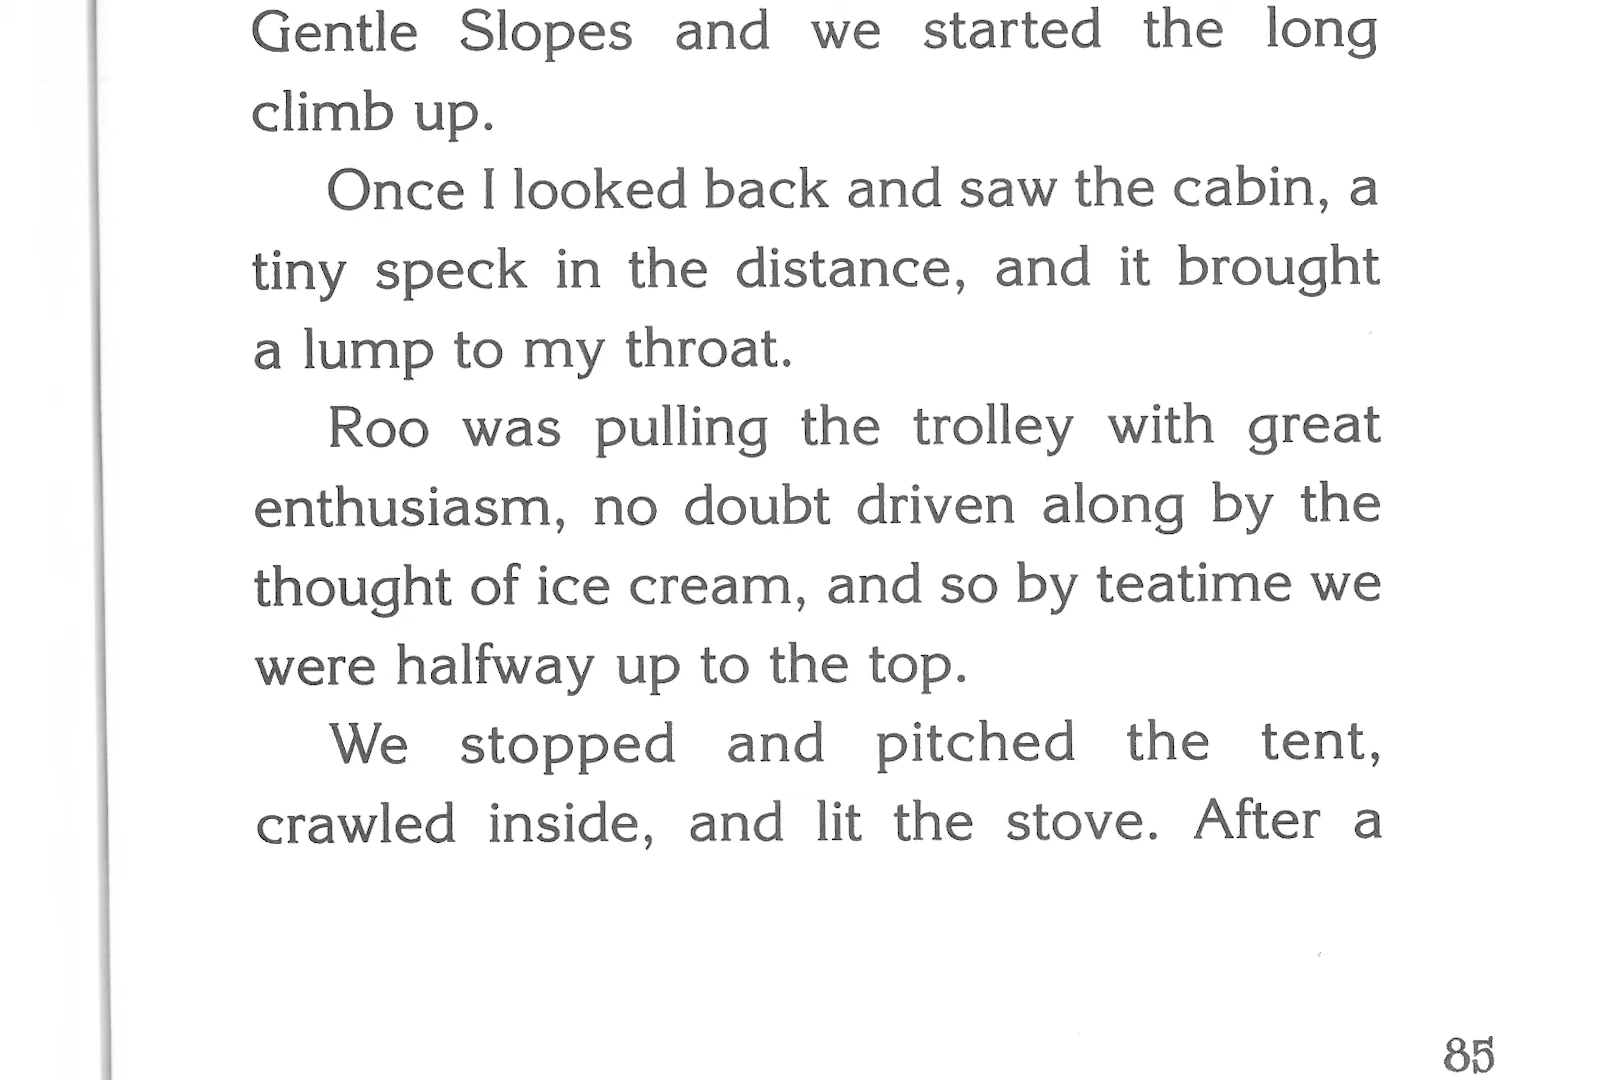 Gentle Slopes and we started the long
climb up.
Once I looked back and saw the cabin, a
tiny speck in the distance, and it brought
a lump to my throat.
Roo was pulling the trolley with great
enthusiasm, no doubt driven along by the
thought of ice cream, and so by teatime we
were halfway up to the top.
We stopped and pitched the tent,
crawled inside, and lit the stove. After a
85